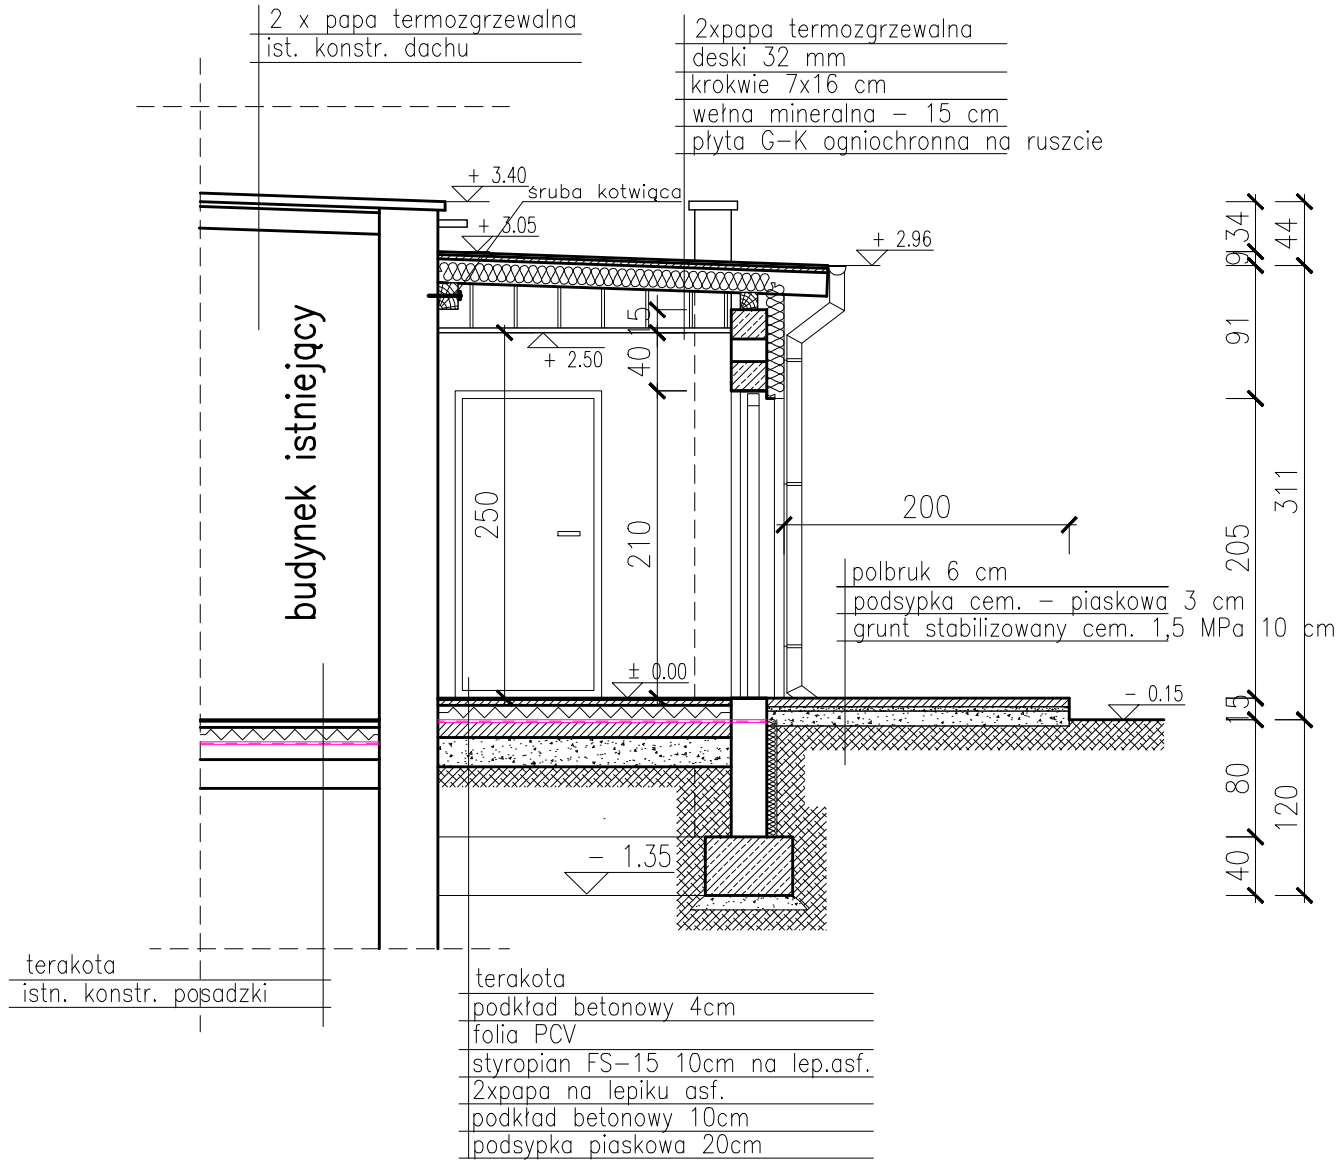 2 x papa termozgrzewalna
ist. konstr. dachu
2xpapa termozgrzewalna
deski 32 mm
krokwie 7x16 cm
wełna mineralna – 15 cm
płyta G–K ogniochronna na ruszcie
+ 3.40
śruba kotwiąca
+ 3.05
+ 2.96
34
44
9
15
+ 2.50
40
91
budynek istniejący
250
210
200
205
311
polbruk 6 cm
podsypka cem. – piaskowa 3 cm
grunt stabilizowany cem. 1,5 MPa 10 cm
± 0.00
– 0.15
15
80
120
– 1.35
40
terakota
istn. konstr. posadzki
terakota
podkład betonowy 4cm
folia PCV
styropian FS–15 10cm na lep.asf.
2xpapa na lepiku asf.
podkład betonowy 10cm
podsypka piaskowa 20cm